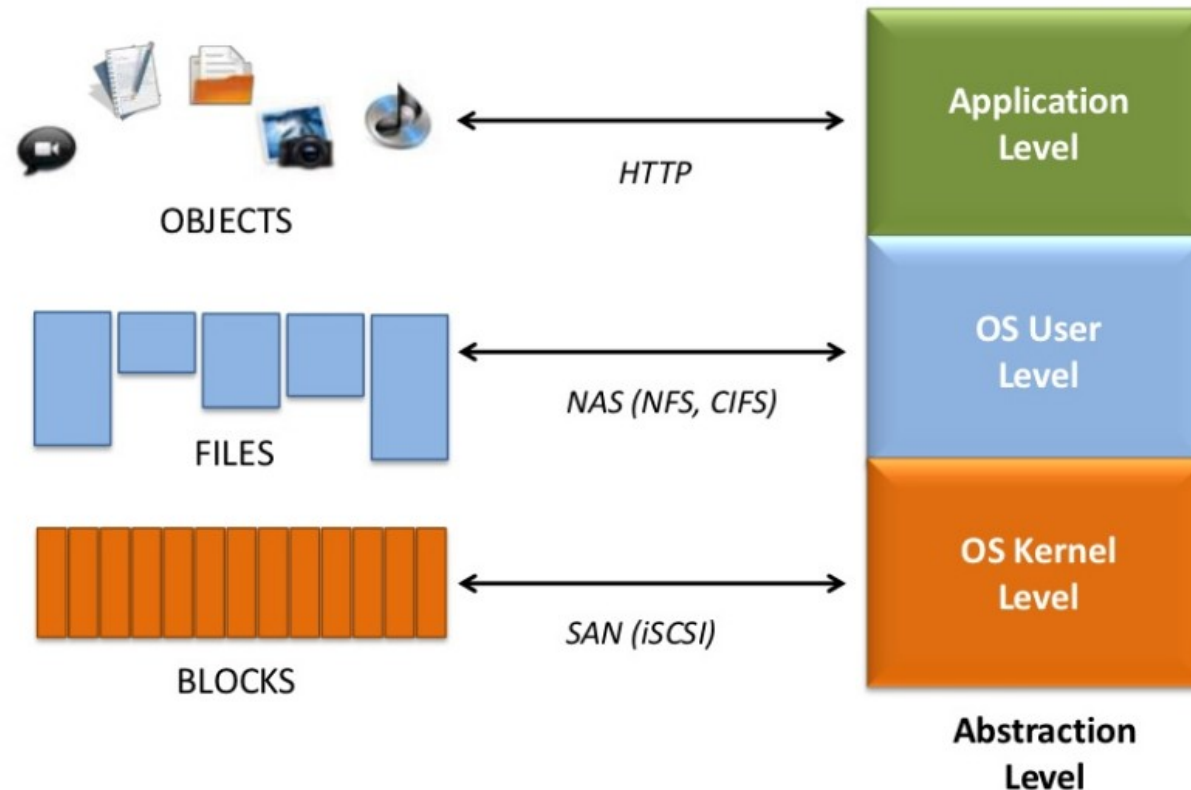 Application
Level
HTTP
OBJECTS
OS User
Level
NAS (NFS, CIFS)
FILES
OS Kernel
Level
SAN (iSCSI)
BLOCKS
Abstraction
Level